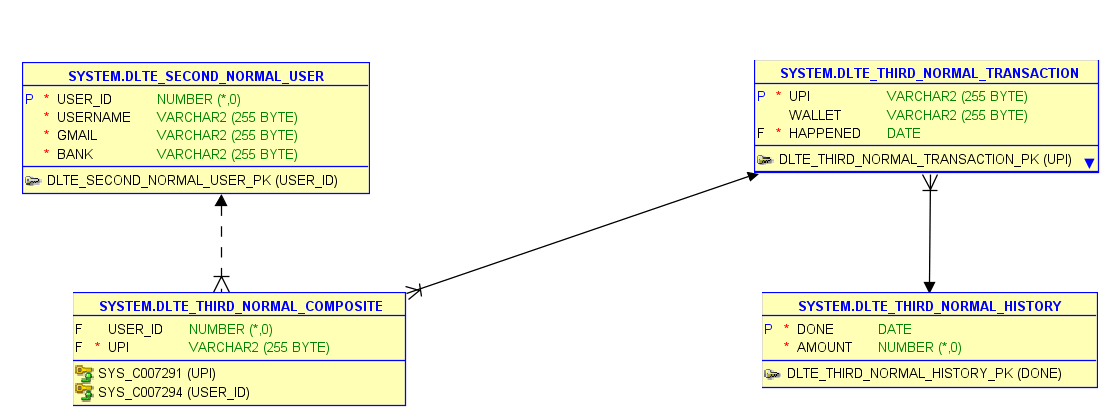 SYSTEM.DLTE_SECOND_NORMAL_USER
P * USER_ID NUMBER (*,0)
* USERNAME VARCHAR2 (255 BYTE)
* GMAIL VARCHAR2 (255 BYTE)
* BANK VARCHAR2 (255 BYTE)
DLTE_SECOND_NORMAL_USER_PK (USER_ID)
SYSTEM.DLTE_THIRD_NORMAL_TRANSACTION
P * UPI VARCHAR2 (255 BYTE)
WALLET VARCHAR2 (255 BYTE)
F * HAPPENED DATE
DLTE_THIRD_NORMAL_TRANSACTION_PK (UPI)
SYSTEM.DLTE_THIRD_NORMAL_COMPOSITE
F USER_ID NUMBER (*,0)
F * UPI VARCHAR2 (255 BYTE)
SYS_C007291 (UPI)
SYS_C007294 (USER_ID)
SYSTEM.DLTE_THIRD_NORMAL_HISTORY
P * DONE DATE
* AMOUNT NUMBER (*,0)
DLTE_THIRD_NORMAL_HISTORY_PK (DONE)